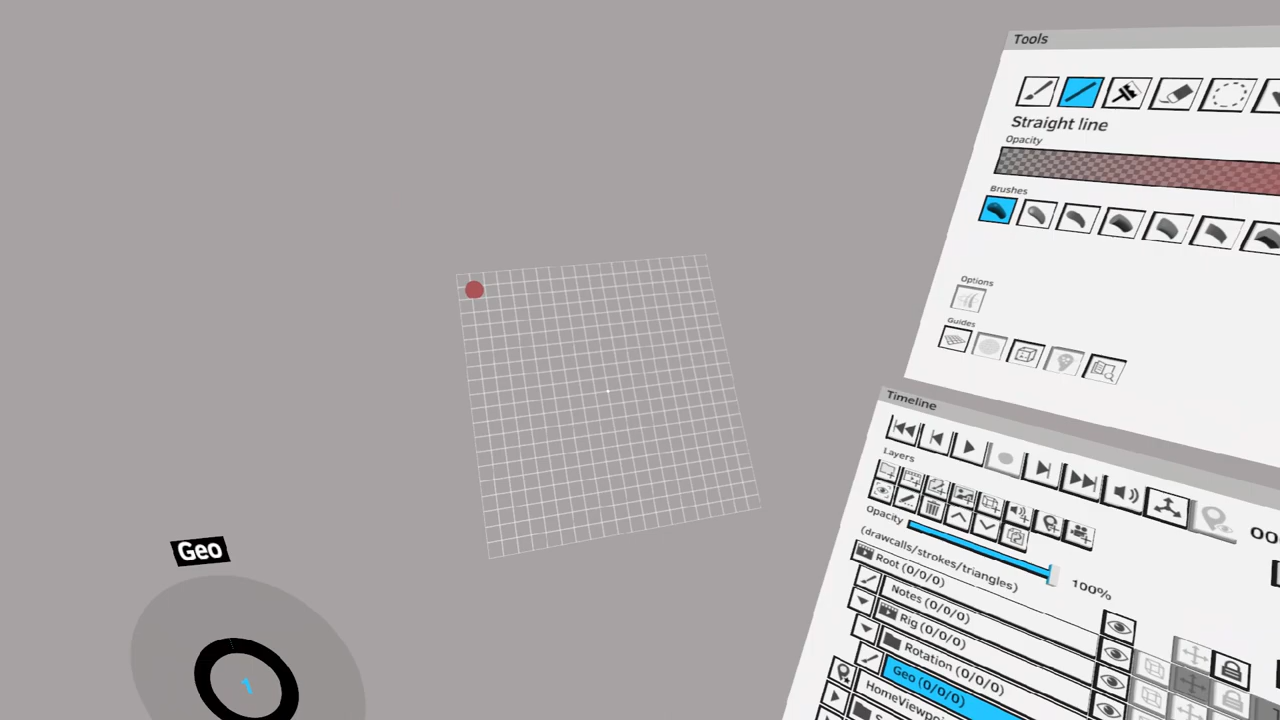 Tools
Straight line
Opacity
Brushes
Options
Guides
Timeline
Layers
Opacity
100%
(drawcalls/strokes/triangles)
Root (0/0/0)
Notes (0/0/0)
Rig (0/0/0)
Rotation (0/0/0)
Geo (0/0/0)
Geo